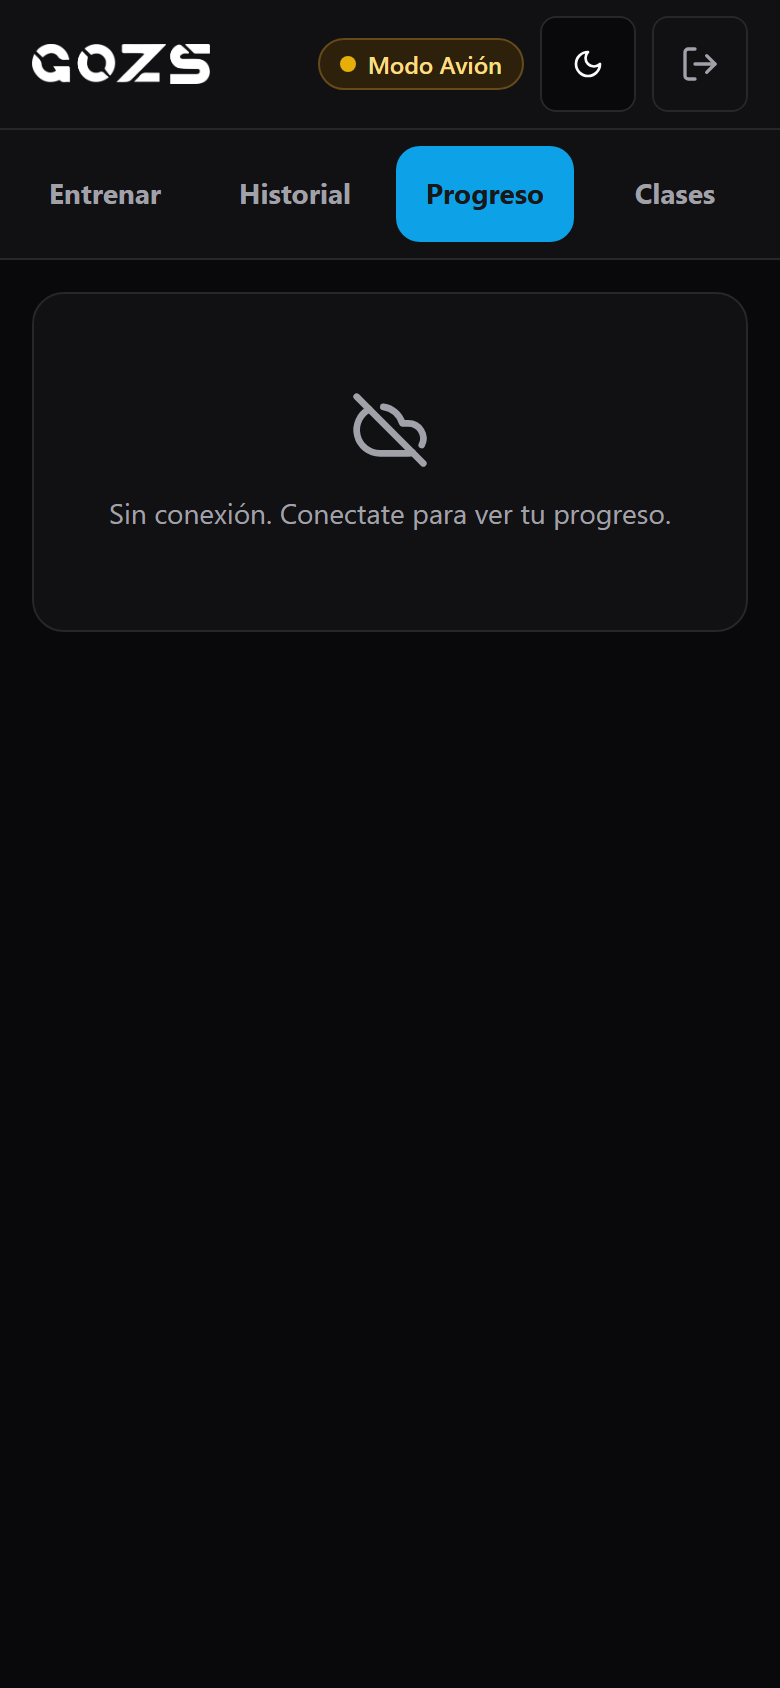 GOZS
Modo Avión
Entrenar Historial Progreso Clases
Sin conexión. Conectate para ver tu progreso.